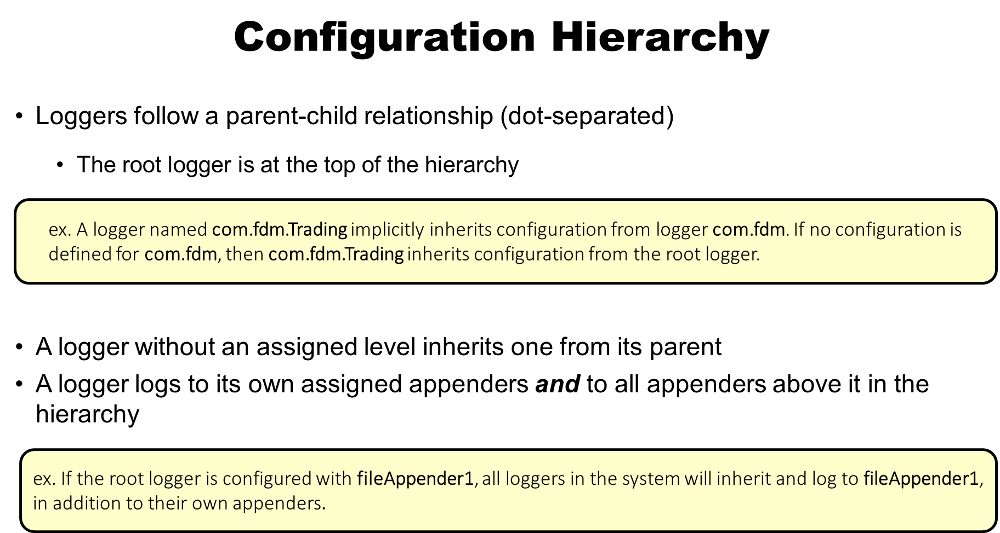 Configuration Hierarchy
• Loggers follow a parent-child relationship (dot-separated)
• The root logger is at the top of the hierarchy
ex. A logger named com.fdm.Trading implicitly inherits configuration from logger com.fdm. If no configuration is
defined for com.fdm, then com.fdm.Trading inherits configuration from the root logger.
• A logger without an assigned level inherits one from its parent
• A logger logs to its own assigned appenders and to all appenders above it in the
hierarchy
ex. If the root logger is configured with fileAppender1, all loggers in the system will inherit and log to fileAppender1,
in addition to their own appenders.